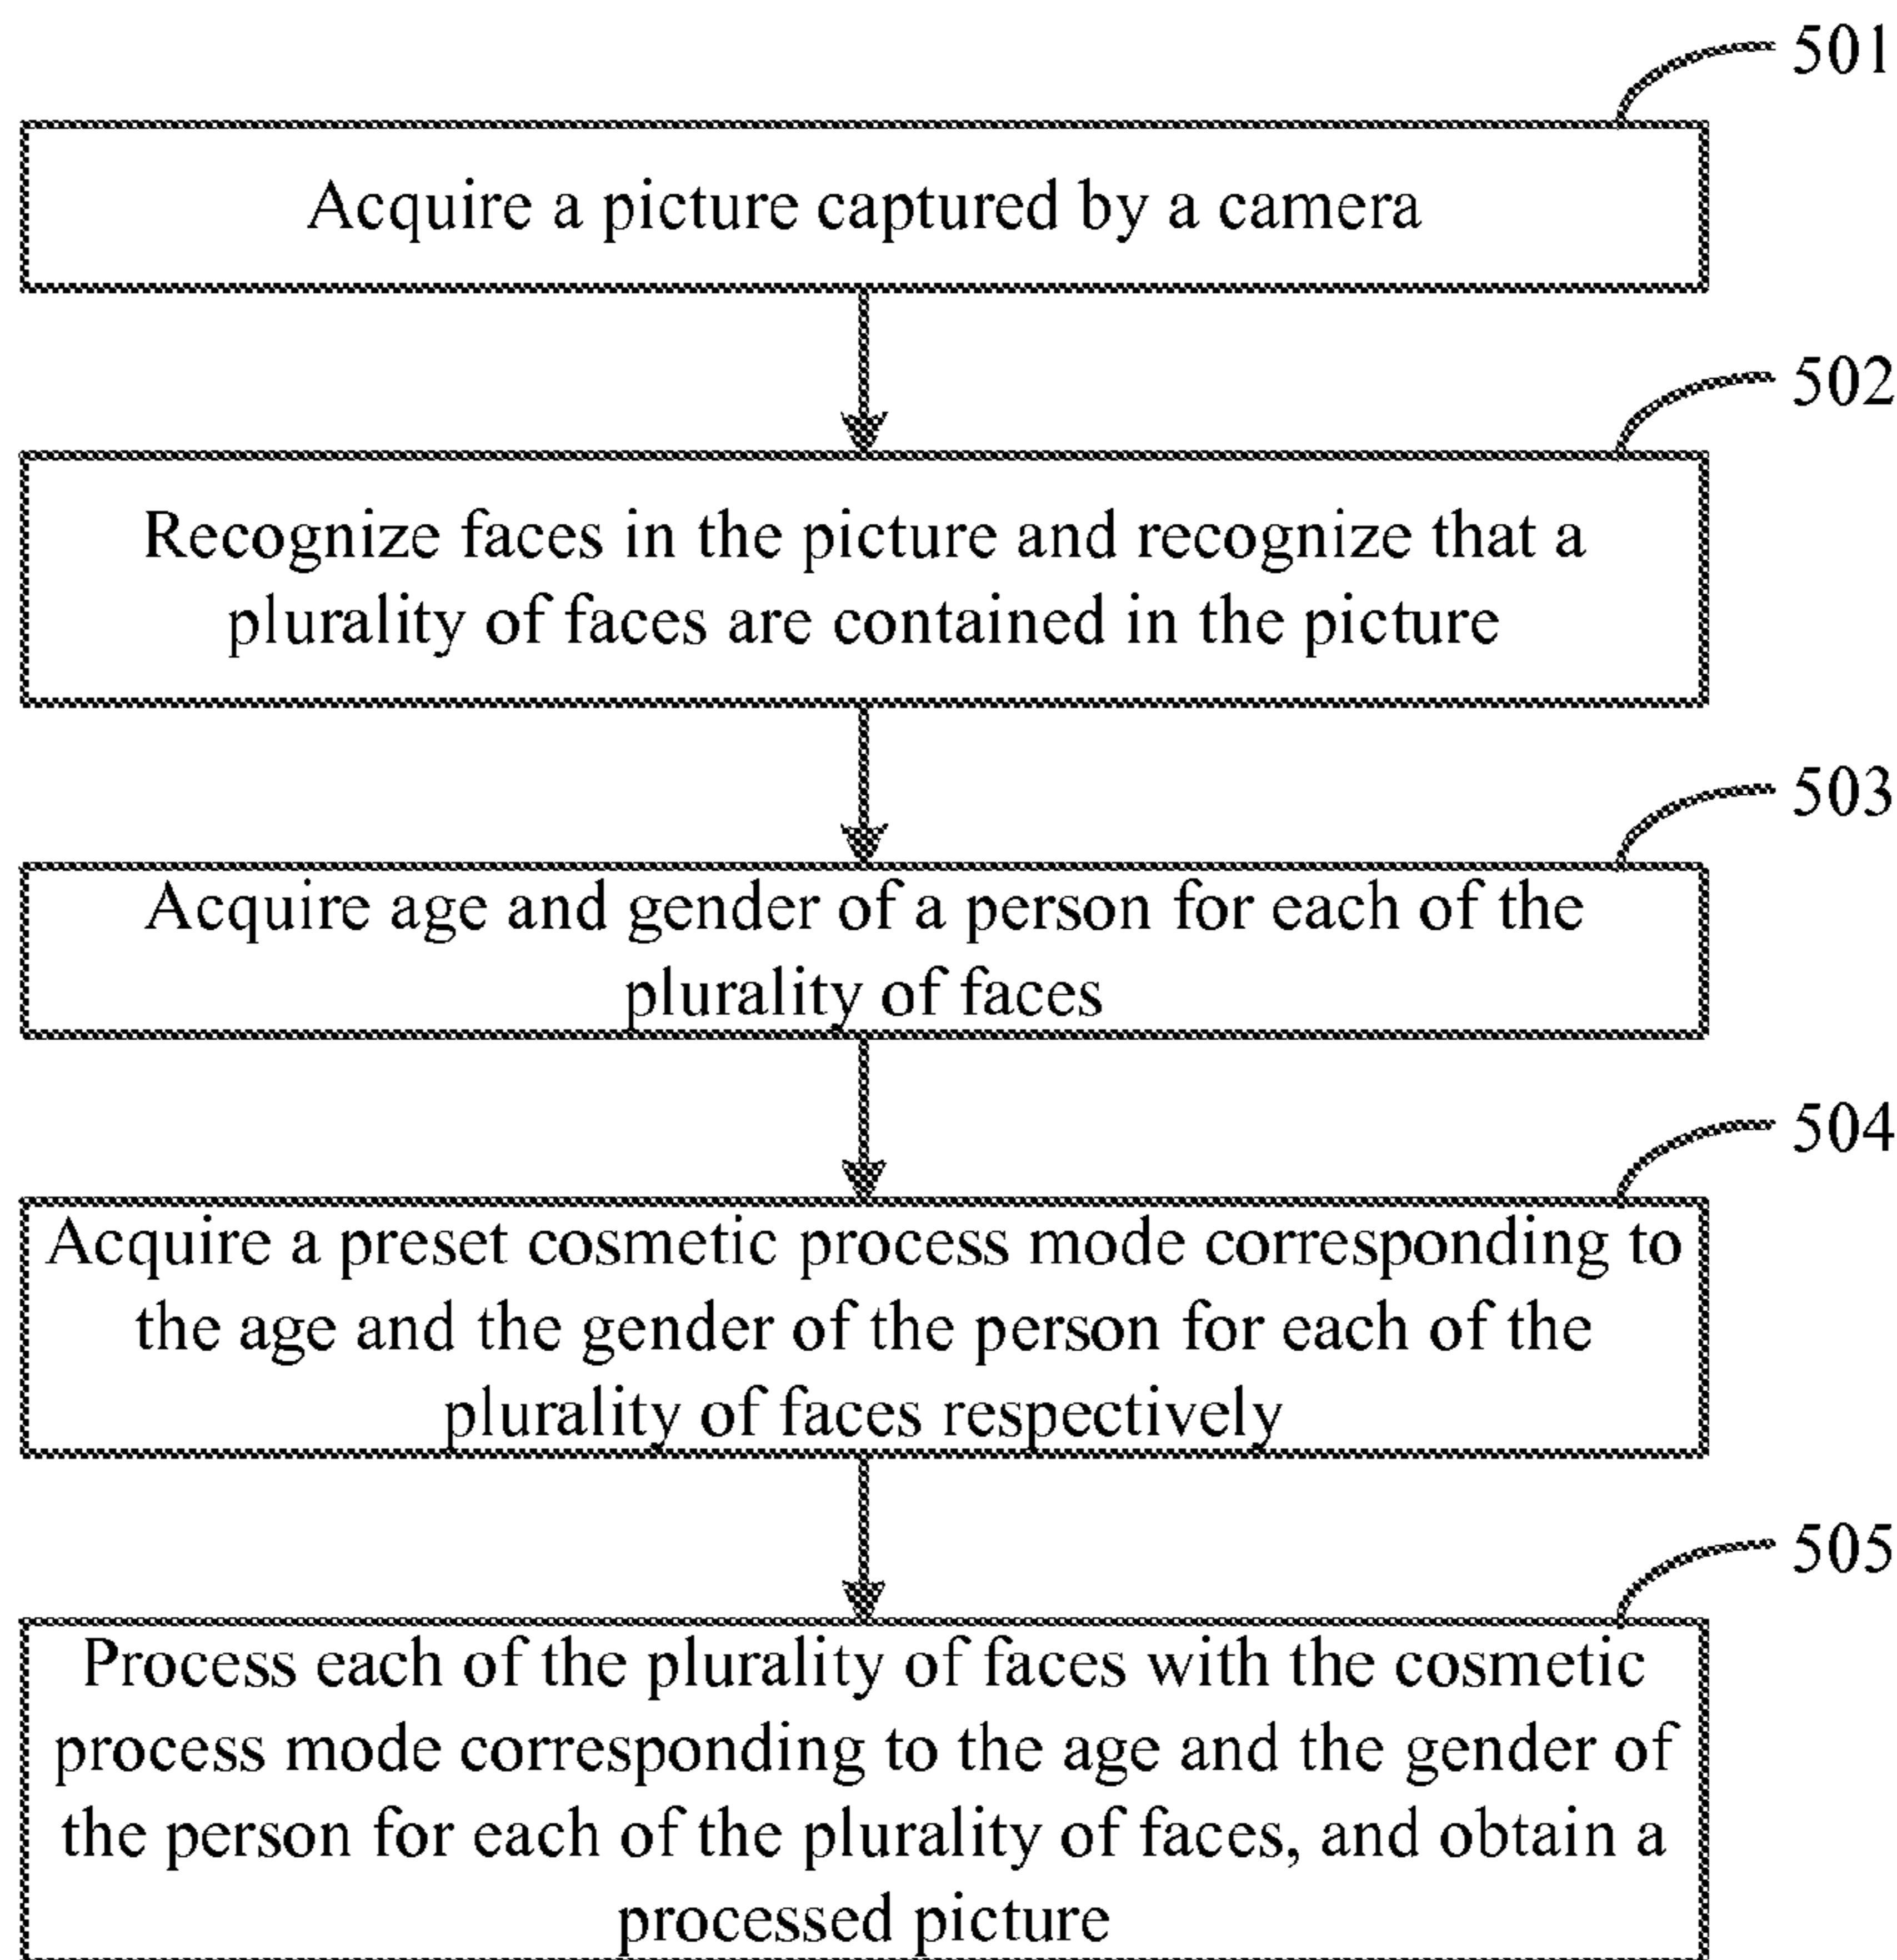 501
Acquire a picture captured by a camera
502
Recognize faces in the picture and recognize that a
plurality of faces are contained in the picture
503
Acquire age and gender of a person for each of the
plurality of faces
504
Acquire a preset cosmetic process mode corresponding to
the age and the gender of the person for each of the
plurality of faces respectively
505
Process each of the plurality of faces with the cosmetic
process mode corresponding to the age and the gender of
the person for each of the plurality of faces, and obtain a
processed picture